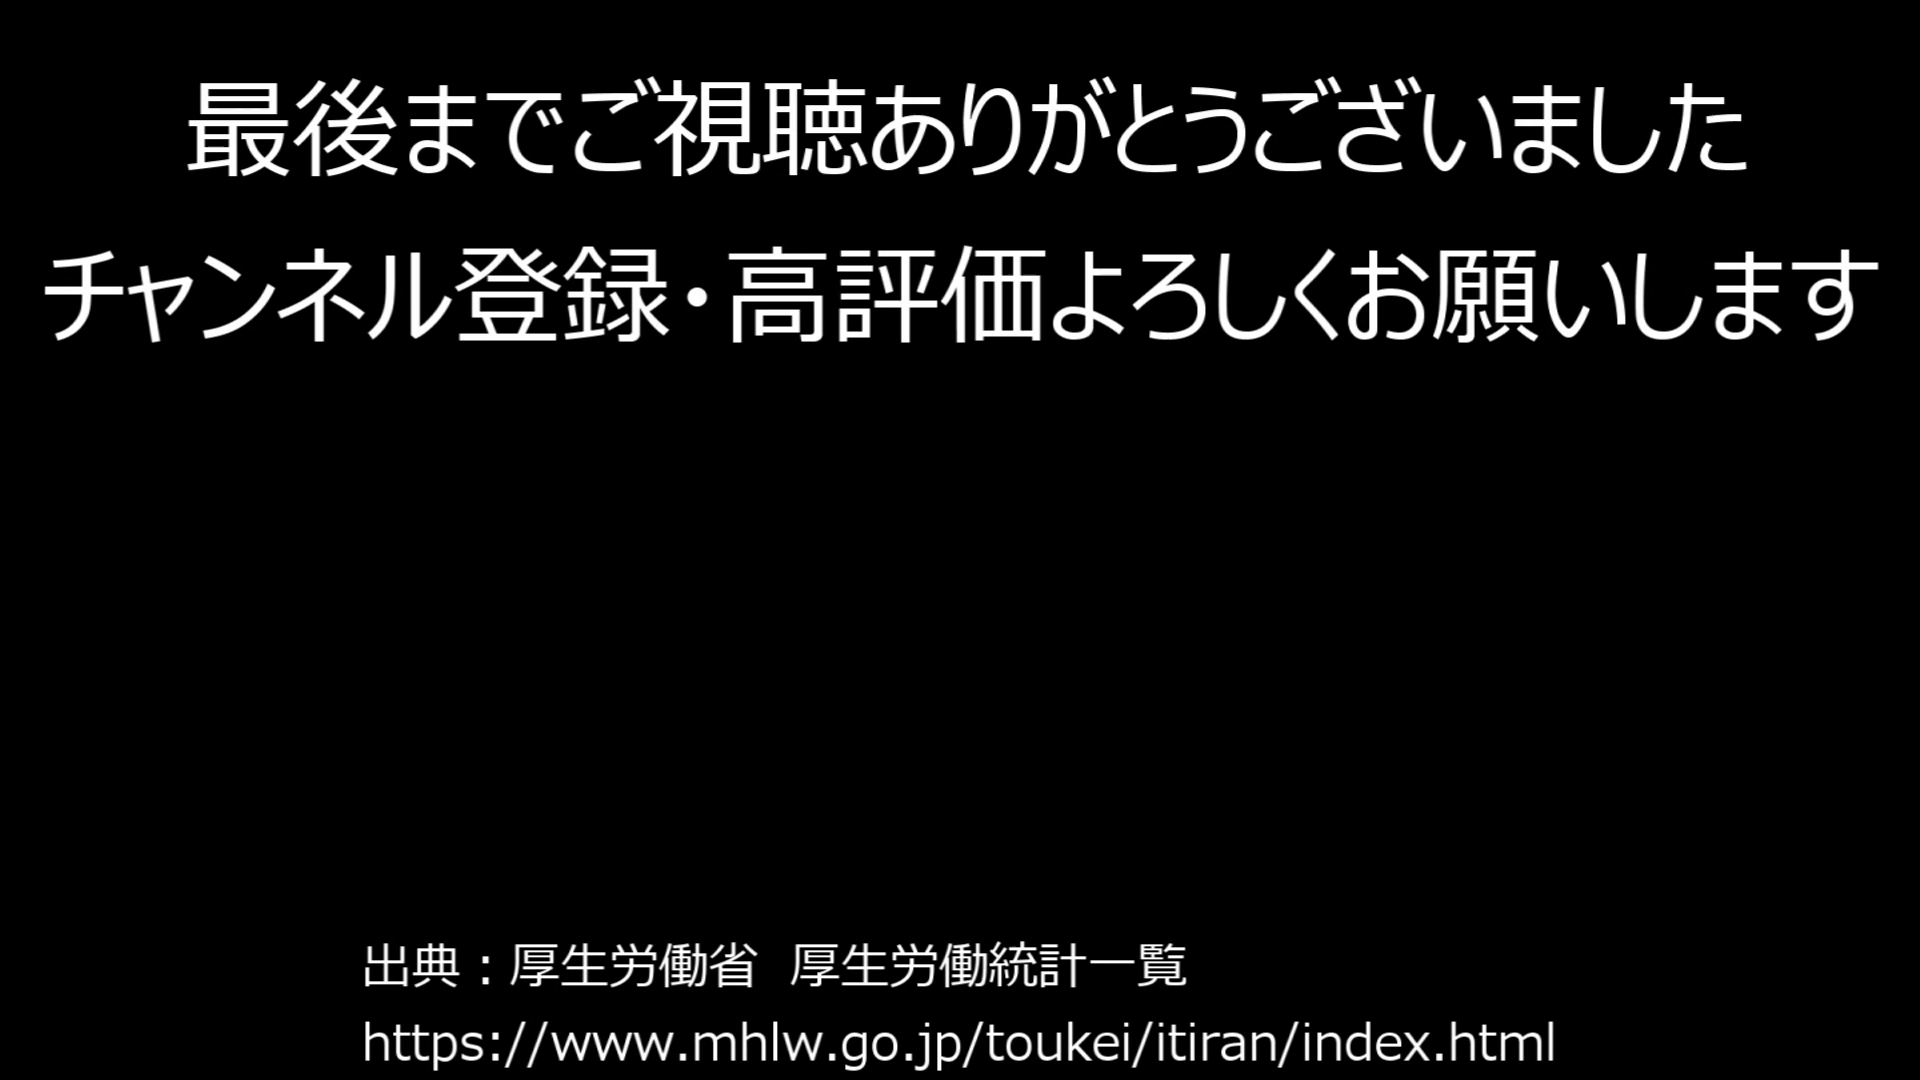 最後までご視聴ありがとうございました
チャンネル登録・高評価よろしくお願いします
出典：厚生労働省　厚生労働統計一覧
https://www.mhlw.go.jp/toukei/itiran/index.html